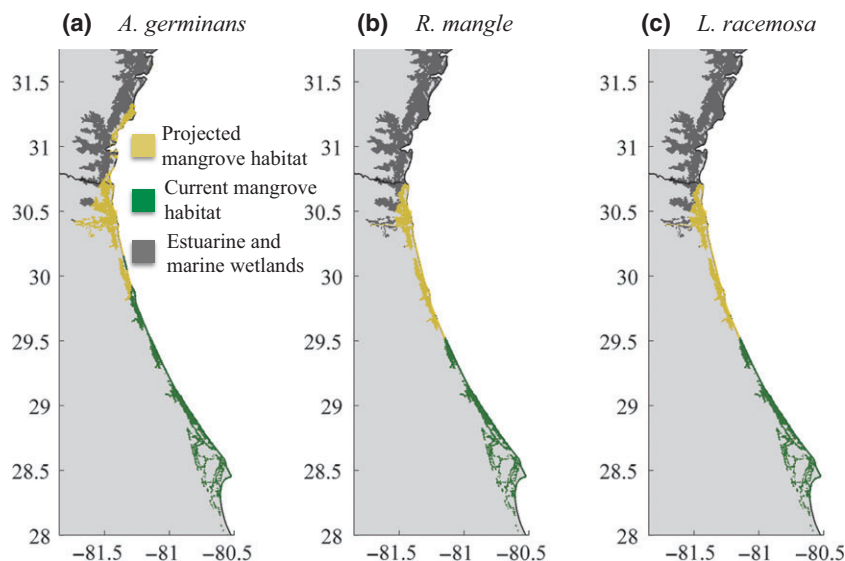 (a) A. germinans (b) R. mangle (c) L. racemosa
31.5 31.5 31.5
Projected
mangrove habitat
31 31 31
Current mangrove
habitat
30.5 30.5 30.5
Estuarine and
marine wetlands
30 30 30
29.5 29.5 29.5
29 29 29
28.5 28.5 28.5
28 28 28
−81.5 −81 −80.5 −81.5 −81 −80.5 −81.5 −81 −80.5